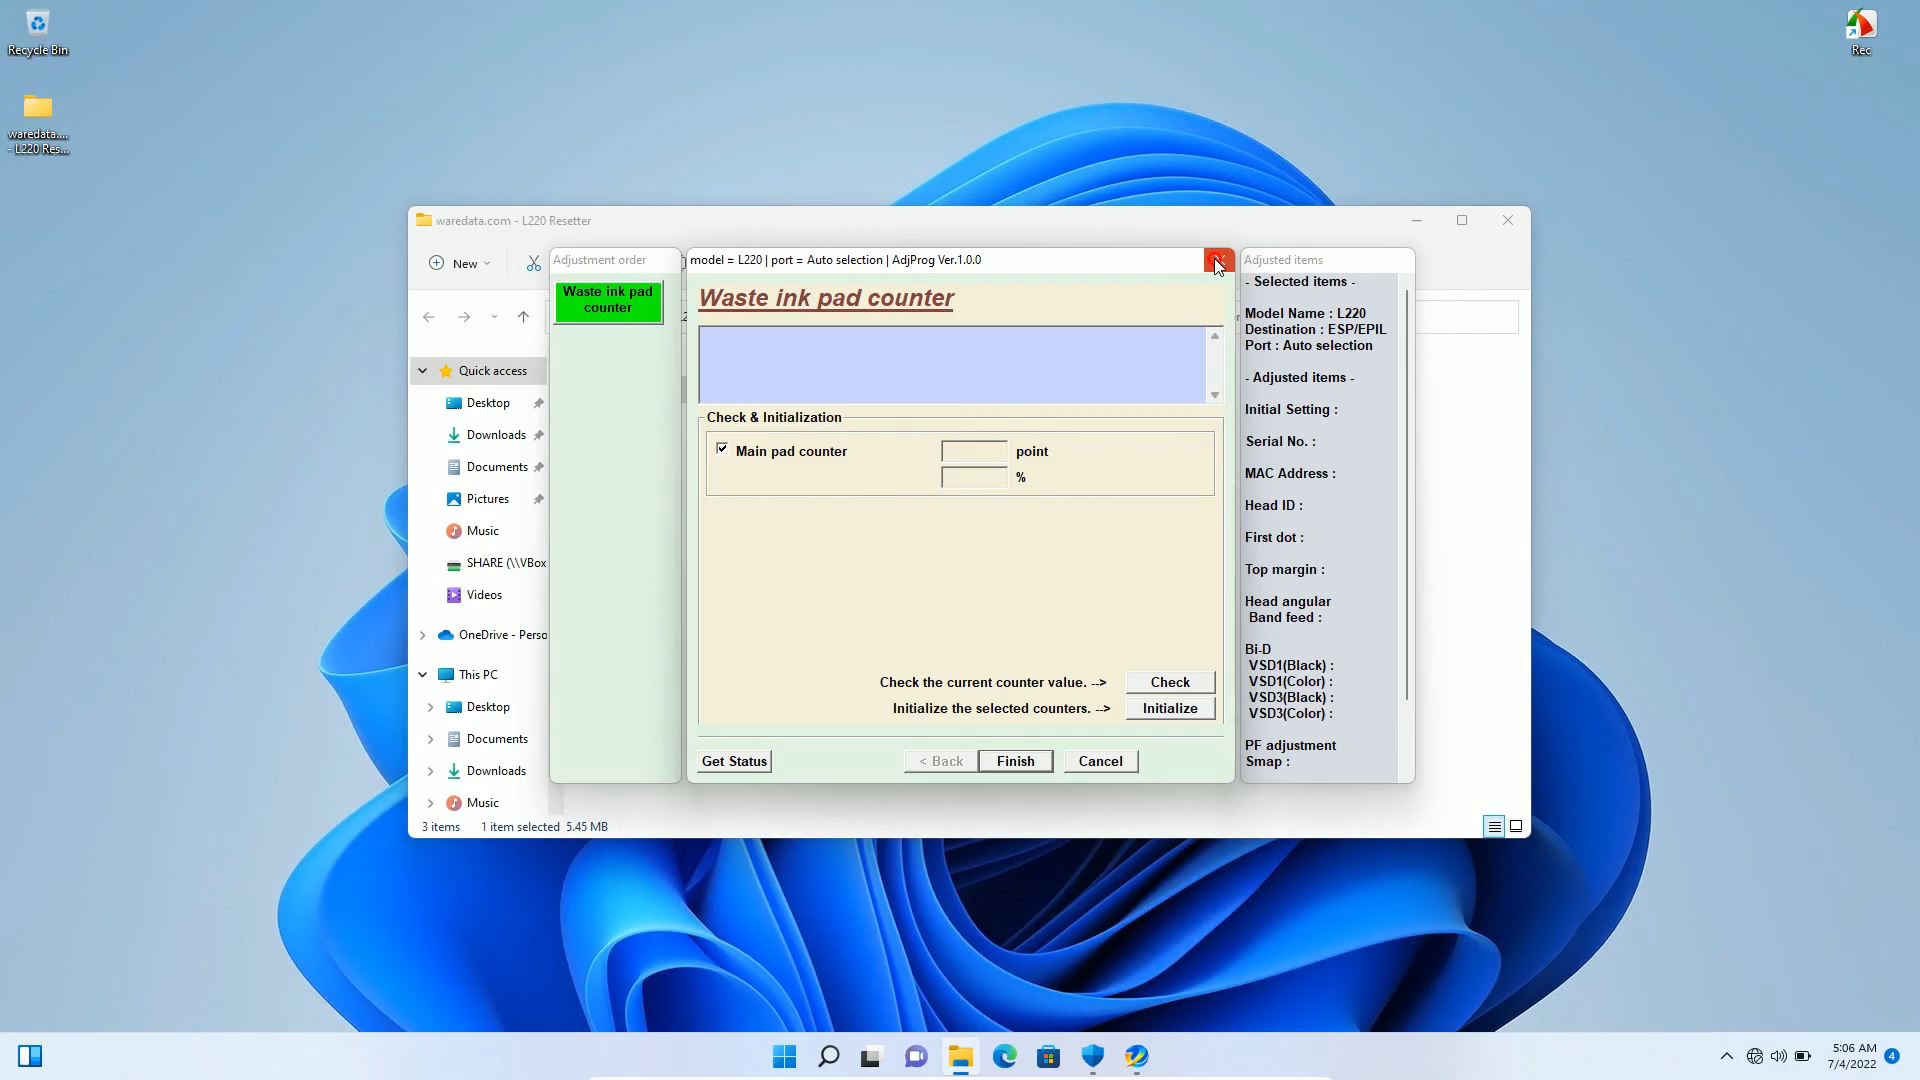 Recycle Bin
waredata....
- L220 Res...
Rec
waredata.com - L220 Resetter
New
Quick access
Desktop
Downloads
Documents
Pictures
Music
SHARE (\\VBox
Videos
OneDrive - Perso
This PC
Desktop
Documents
Downloads
Music
3 items
1 item selected 5.45 MB
Adjustment order
Waste ink pad
counter
model = L220 | port = Auto selection | AdjProg Ver.1.0.0
Waste ink pad counter
Check & Initialization
Main pad counter
point
%
Check the current counter value. -->
Check
Initialize the selected counters. -->
Initialize
Get Status
< Back
Finish
Cancel
Adjusted items
- Selected items -
Model Name : L220
Destination : ESP/EPIL
Port : Auto selection
- Adjusted items -
Initial Setting :
Serial No. :
MAC Address :
Head ID :
First dot :
Top margin :
Head angular
Band feed :
Bi-D
VSD1(Black) :
VSD1(Color) :
VSD3(Black) :
VSD3(Color) :
PF adjustment
Smap :
5:06 AM
7/4/2022
4